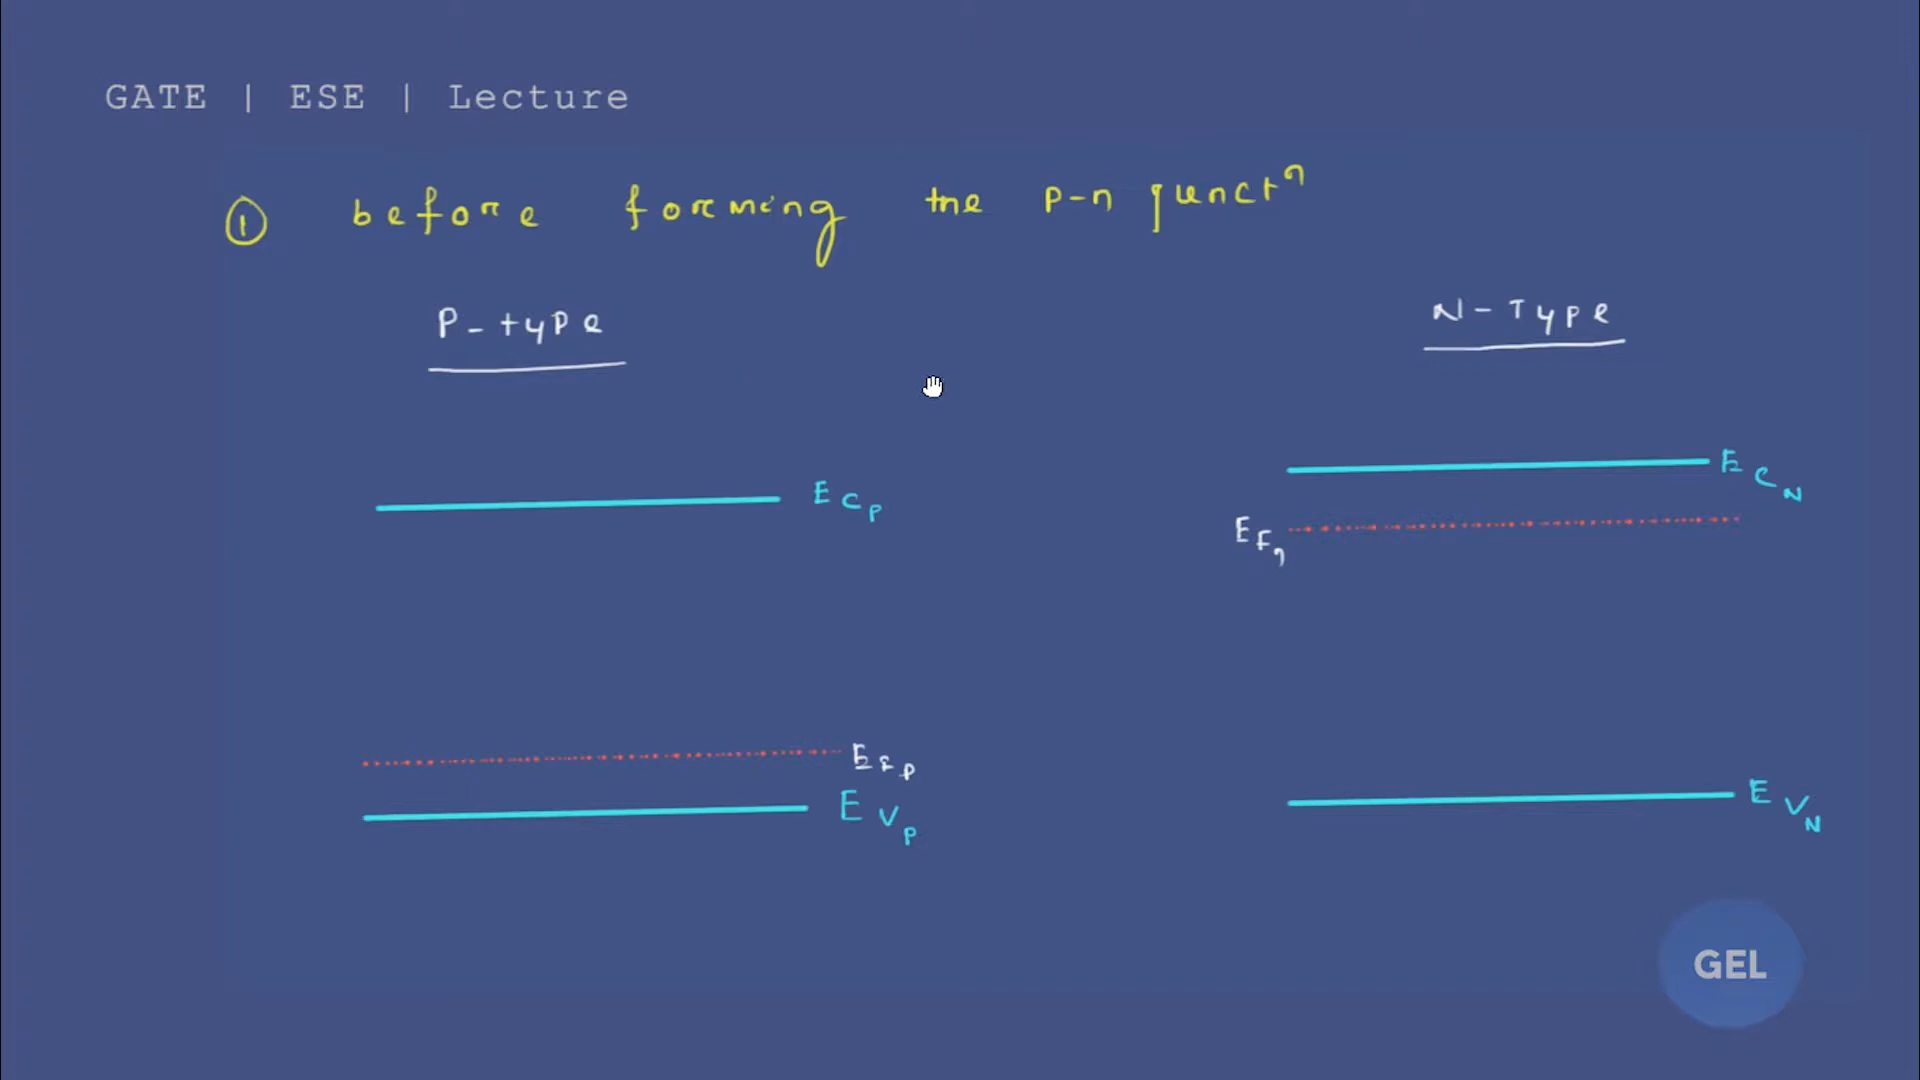 GATE | ESE | Lecture
① before forming the p-n junctn
P-type
N-Type
ECP
ECN
EFn
EFP
EVP
EVN
GEL